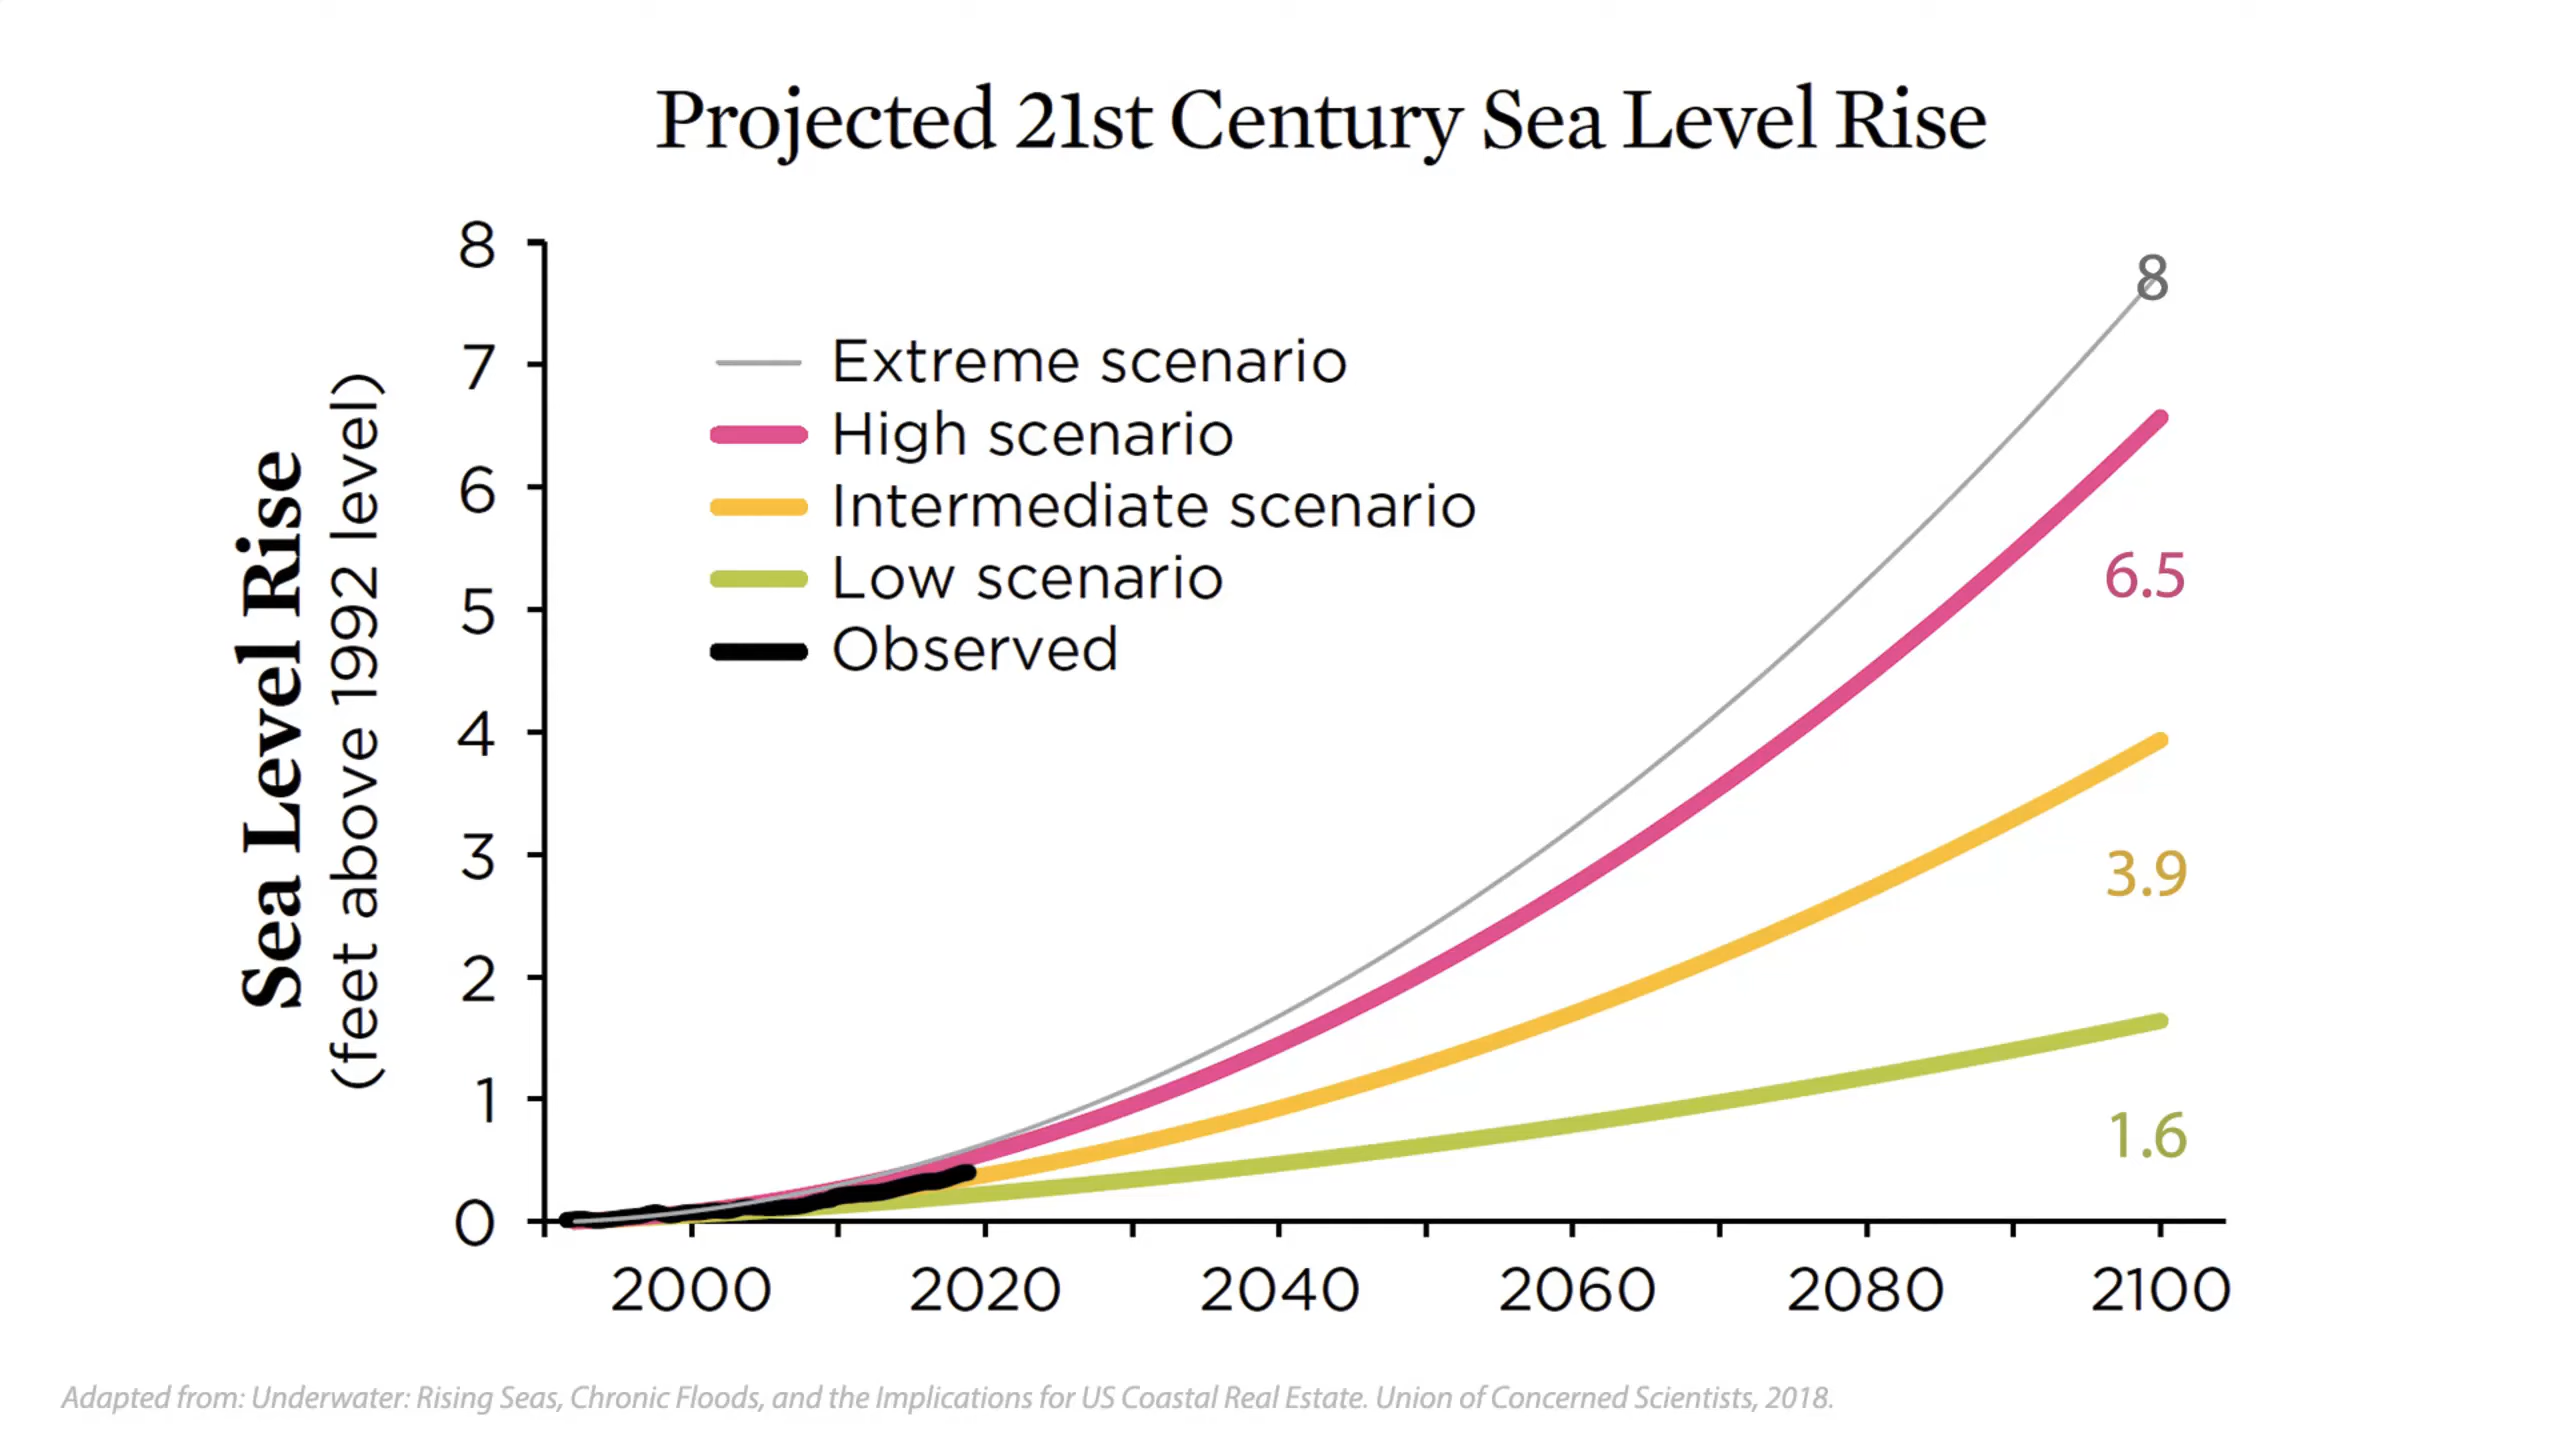 Projected 21st Century Sea Level Rise
Sea Level Rise
(feet above 1992 level)
8
7
6
5
4
3
2
1
0
Extreme scenario
High scenario
Intermediate scenario
Low scenario
Observed
8
6.5
3.9
1.6
2000 2020 2040 2060 2080 2100
Adapted from: Underwater: Rising Seas, Chronic Floods, and the Implications for US Coastal Real Estate. Union of Concerned Scientists, 2018.